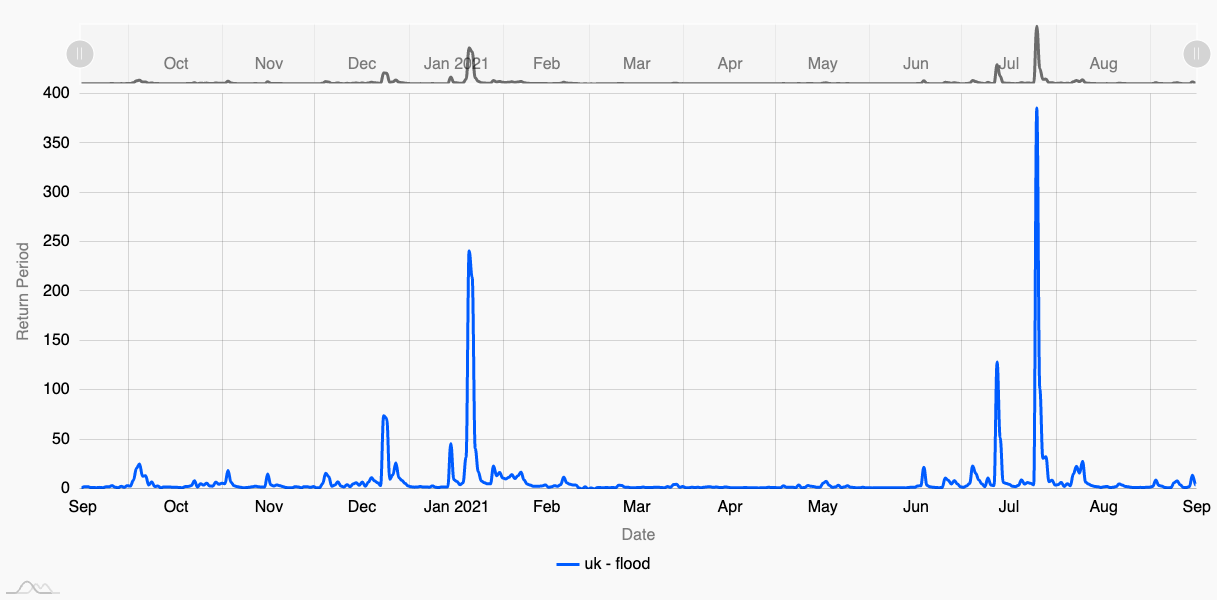 Oct Nov Dec Jan 2021 Feb Mar Apr May Jun Jul Aug
400
350
300
250
200
150
100
50
0
Return Period
Sep Oct Nov Dec Jan 2021 Feb Mar Apr May Jun Jul Aug Sep
Date
uk - flood